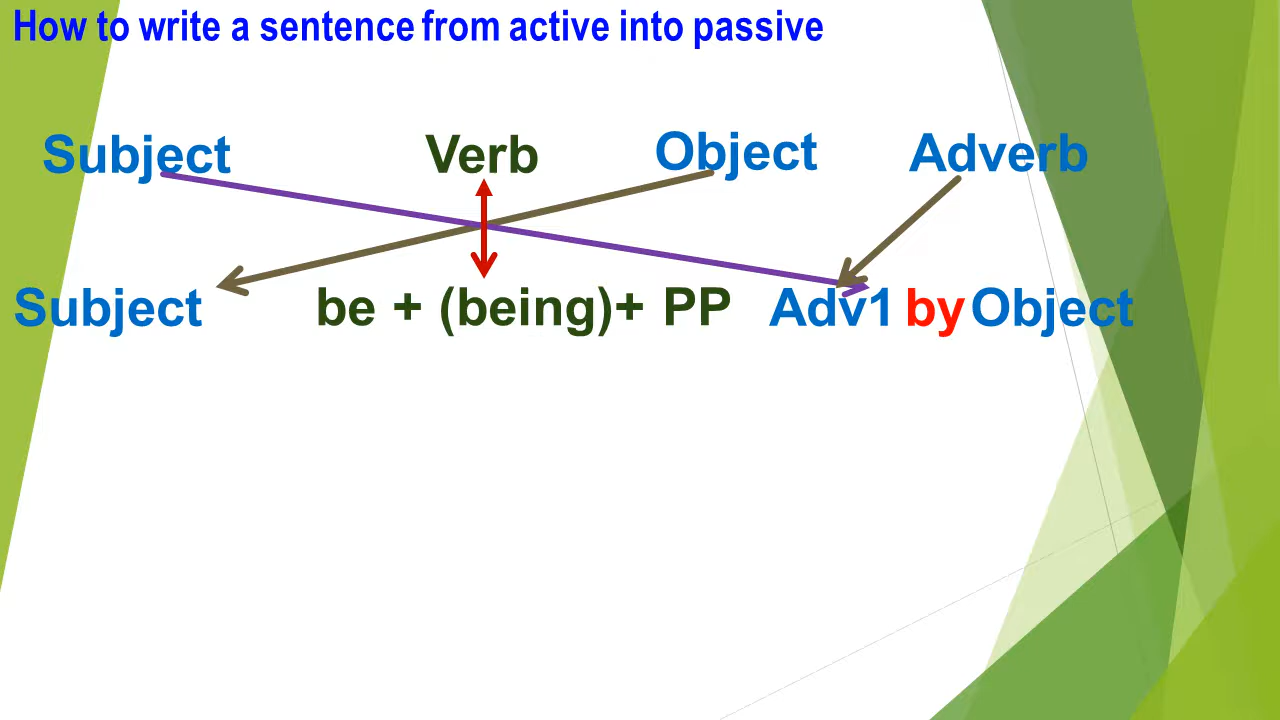 How to write a sentence from active into passive
Subject Verb Object Adverb
Subject be + (being)+ PP Adv1 by Object